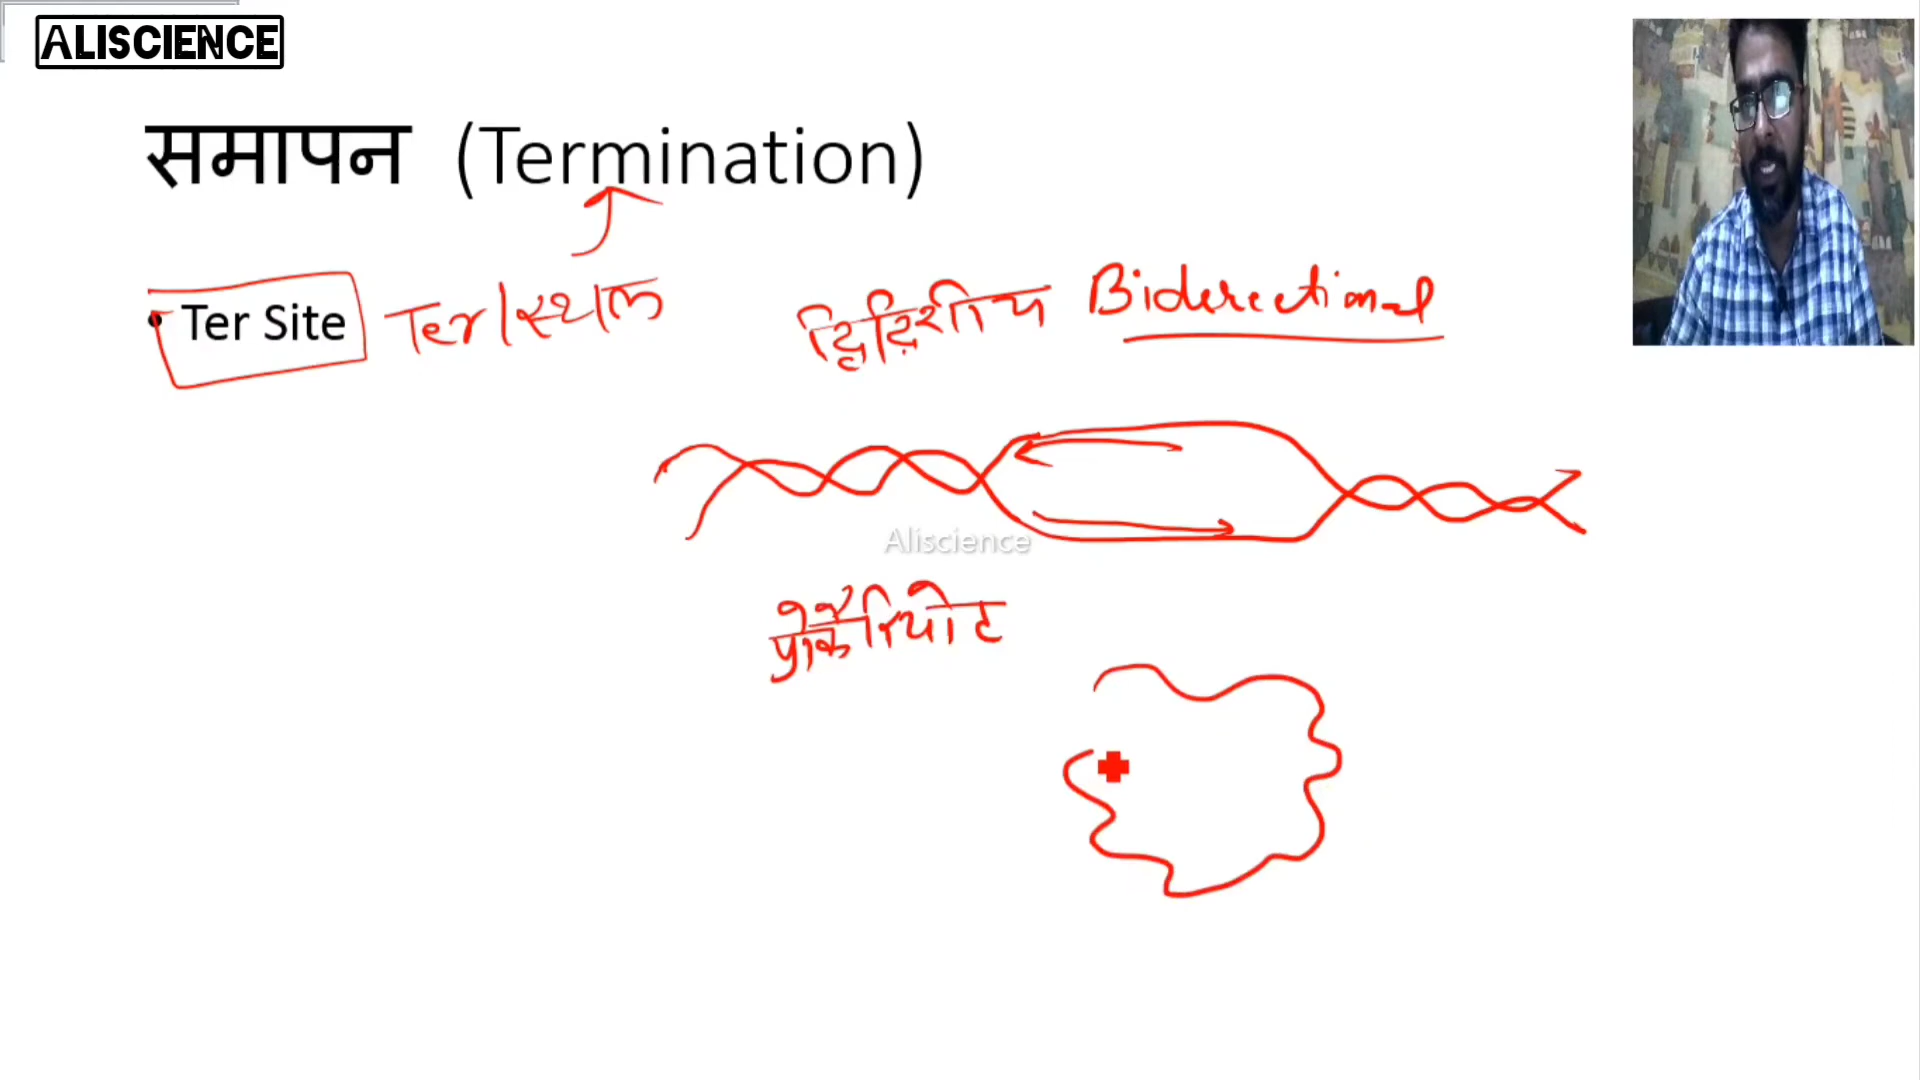 ALISCIENCE
समापन (Termination)
• Ter Site Ter/स्थल द्विदिशीय Biderectional
Aliscience
प्रोकैरियोट